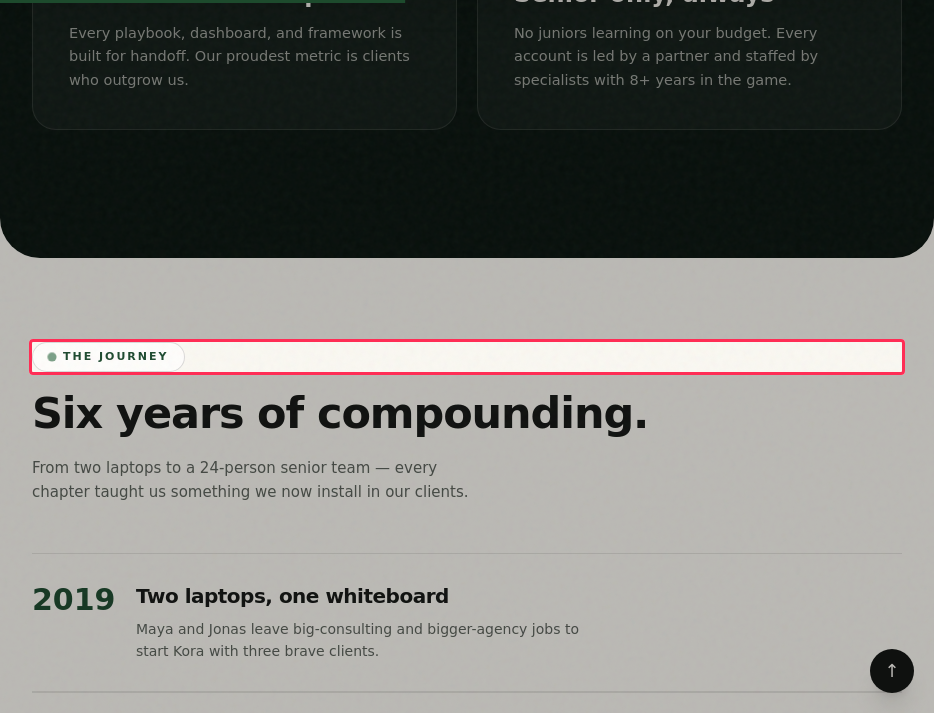 Every playbook, dashboard, and framework is
built for handoff. Our proudest metric is clients
who outgrow us.
Senior only, always
No juniors learning on your budget. Every
account is led by a partner and staffed by
specialists with 8+ years in the game.
THE JOURNEY
Six years of compounding.
From two laptops to a 24-person senior team — every
chapter taught us something we now install in our clients.
2019
Two laptops, one whiteboard
Maya and Jonas leave big-consulting and bigger-agency jobs to
start Kora with three brave clients.
↑